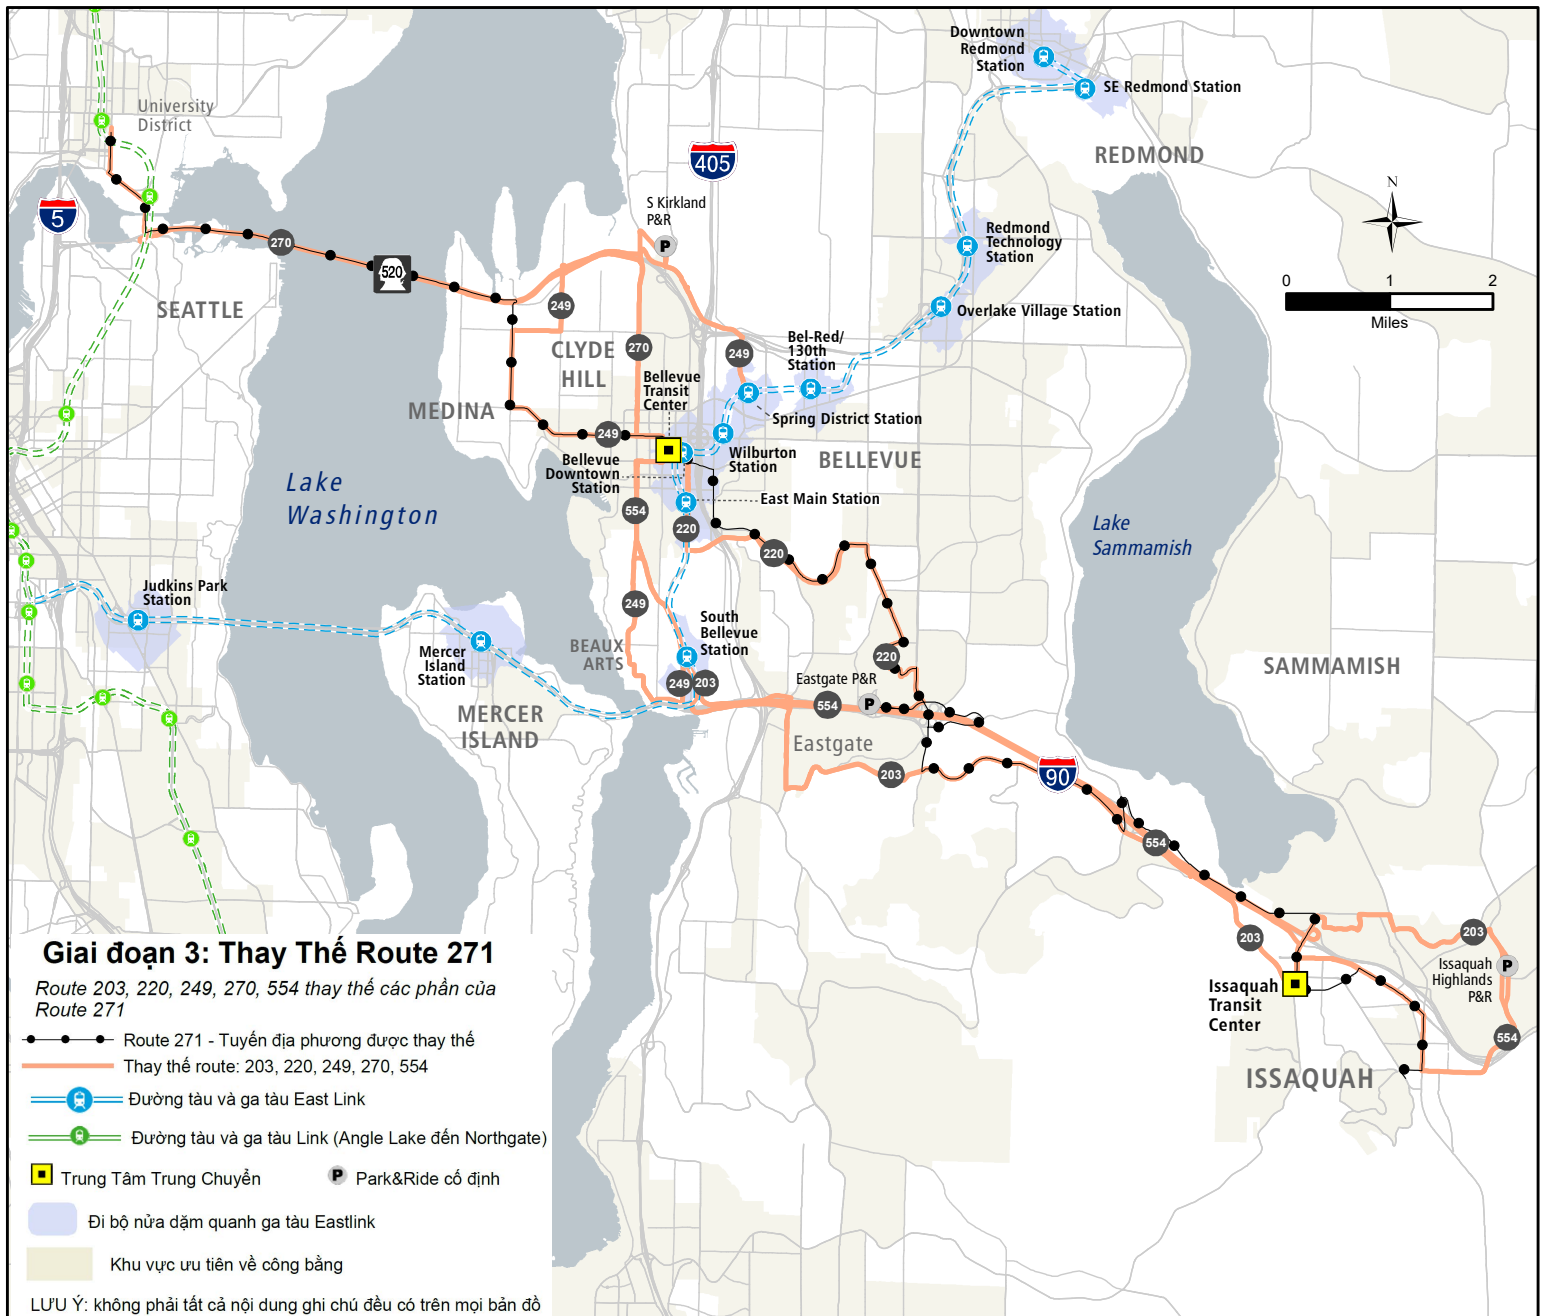 Downtown
Redmond
Station
SE Redmond Station
University
District
405
REDMOND
S Kirkland
P&R
P
N
5
270
Redmond
Technology
Station
520
0 1 2
Miles
SEATTLE
249
Overlake Village Station
Bel-Red/
130th
Station
CLYDE
HILL
270
249
Bellevue
Transit
Center
MEDINA
Spring District Station
249
Wilburton
Station
BELLEVUE
Bellevue
Downtown
Station
Lake
Washington
East Main Station
554
220
220
Lake
Sammamish
Judkins Park
Station
249
South
Bellevue
Station
BEAUX
ARTS
Mercer
Island
Station
220
SAMMAMISH
249
203
Eastgate P&R
P
554
MERCER
ISLAND
Eastgate
203
90
554
203
203
Issaquah
Highlands
P&R
P
Issaquah
Transit
Center
554
ISSAQUAH
Giai đoạn 3: Thay Thế Route 271
Route 203, 220, 249, 270, 554 thay thế các phần của
Route 271
Route 271 - Tuyến địa phương được thay thế
Thay thế route: 203, 220, 249, 270, 554
Đường tàu và ga tàu East Link
Đường tàu và ga tàu Link (Angle Lake đến Northgate)
Trung Tâm Trung Chuyển
P Park&Ride cố định
Đi bộ nửa dặm quanh ga tàu Eastlink
Khu vực ưu tiên về công bằng
LƯU Ý: không phải tất cả nội dung ghi chú đều có trên mọi bản đồ